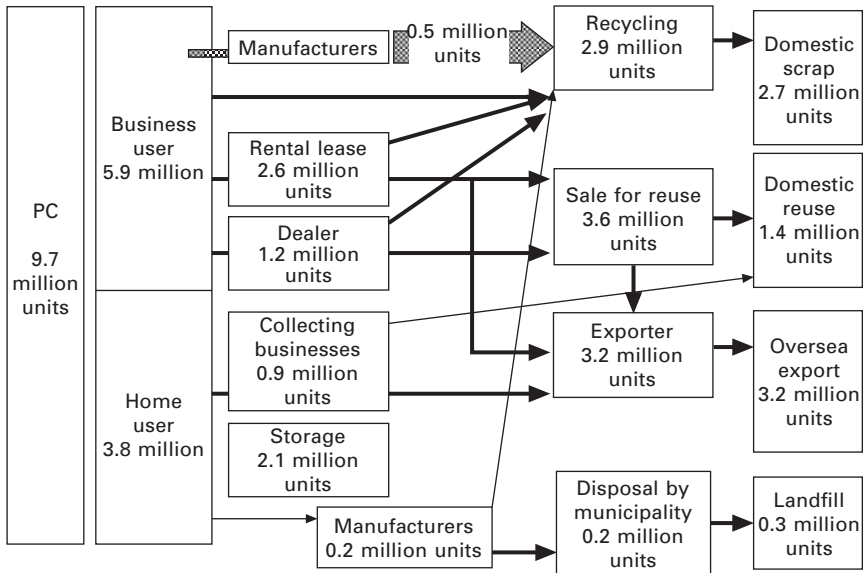 PC
9.7
million
units
Business
user
5.9 million
Home
user
3.8 million
Manufacturers
0.5 million
units
Rental lease
2.6 million
units
Dealer
1.2 million
units
Collecting
businesses
0.9 million
units
Storage
2.1 million
units
Manufacturers
0.2 million units
Recycling
2.9 million
units
Sale for reuse
3.6 million
units
Exporter
3.2 million
units
Disposal by
municipality
0.2 million
units
Domestic
scrap
2.7 million
units
Domestic
reuse
1.4 million
units
Oversea
export
3.2 million
units
Landfill
0.3 million
units